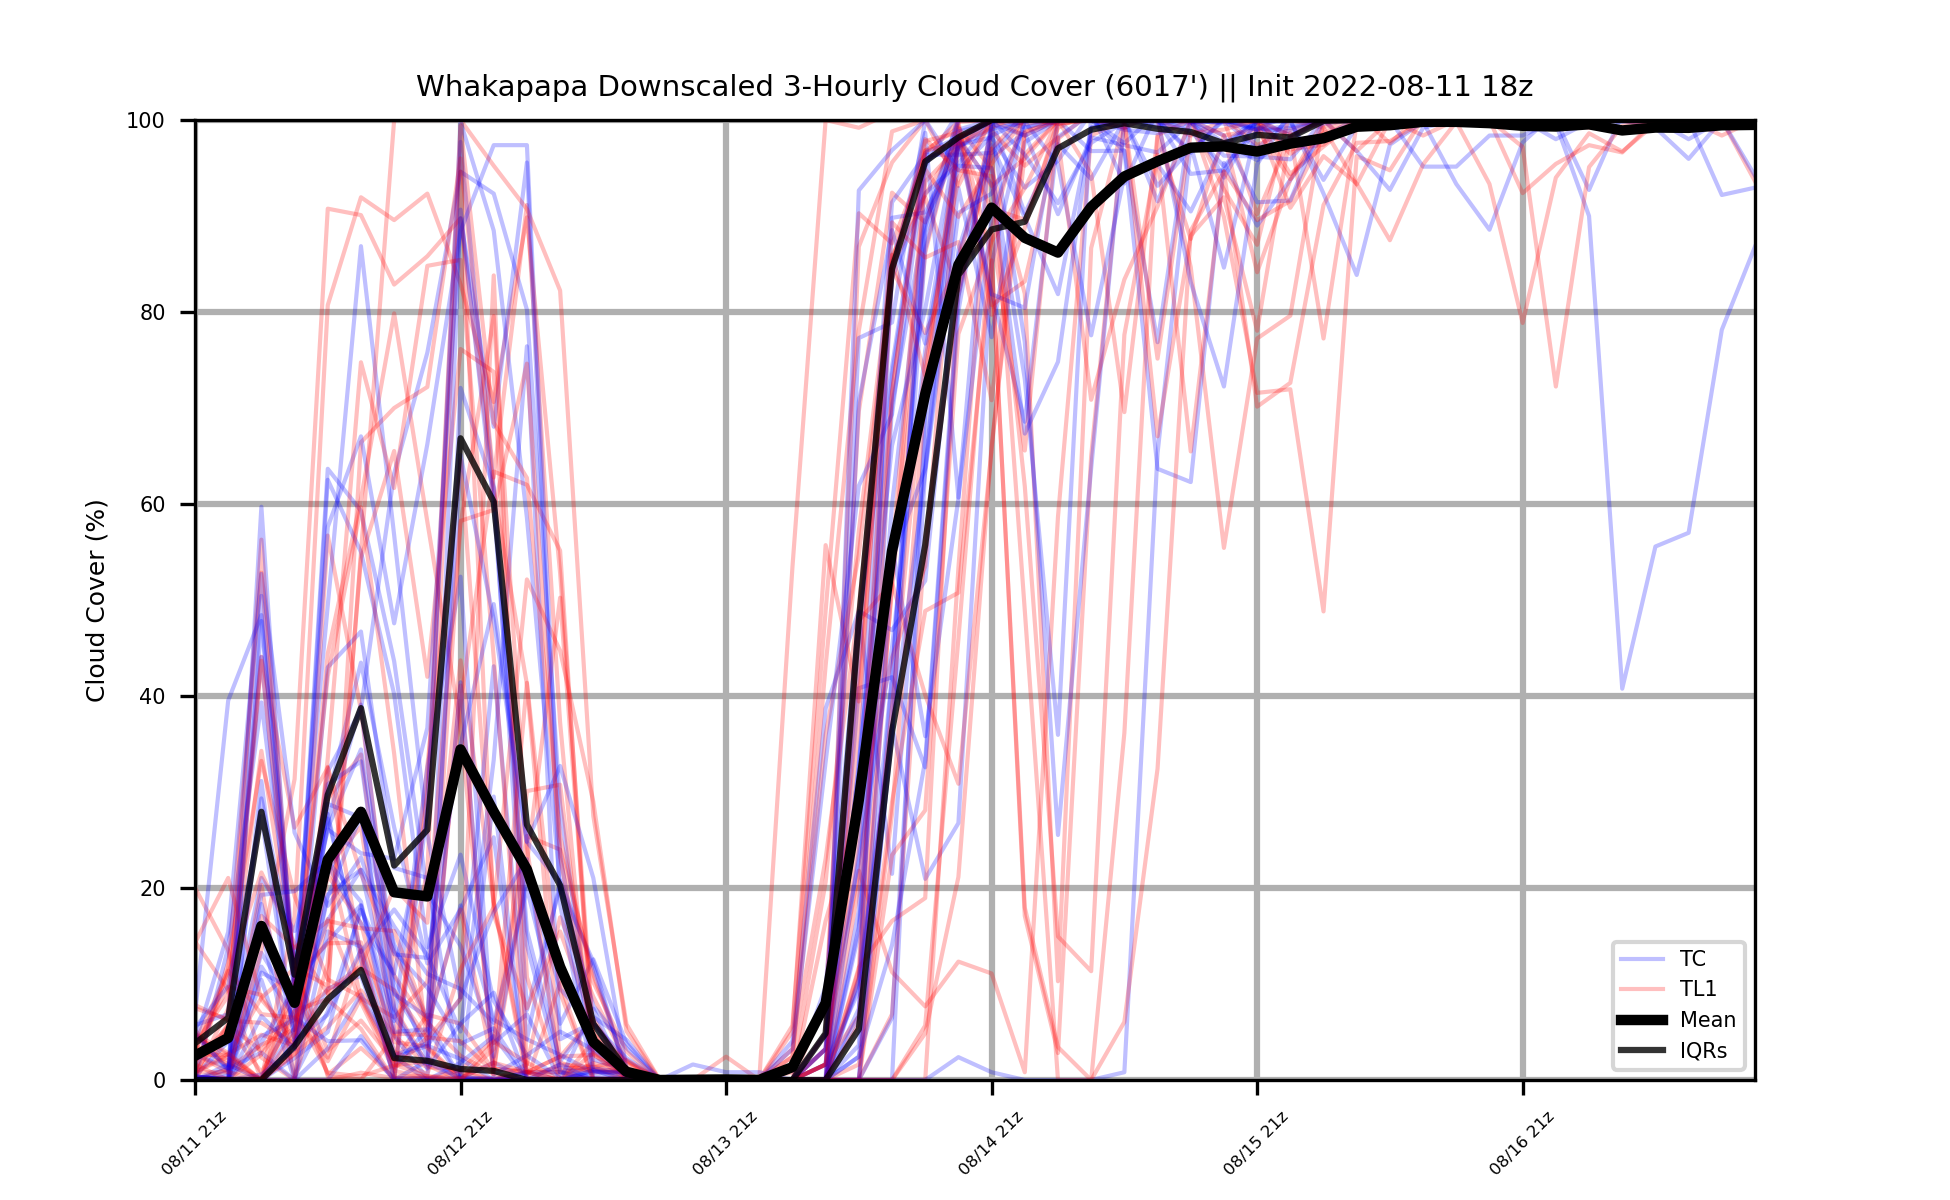 Whakapapa Downscaled 3-Hourly Cloud Cover (6017') || Init 2022-08-11 18z
100
80
60
40
20
0
Cloud Cover (%)
08/11 21z
08/12 21z
08/13 21z
08/14 21z
08/15 21z
08/16 21z
TC
TL1
Mean
IQRs